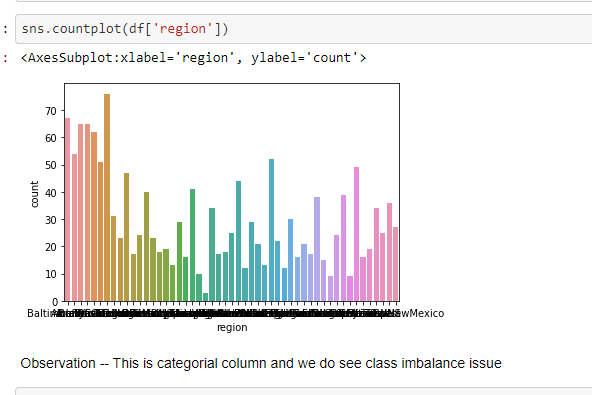 : sns.countplot(df['region'])
: <AxesSubplot:xlabel='region', ylabel='count'>
70
60
50
40
30
20
10
0
count
region
Observation -- This is categorial column and we do see class imbalance issue